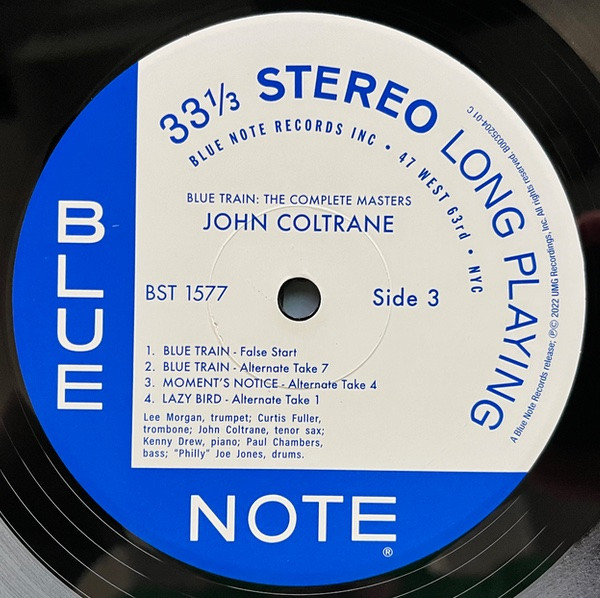 33⅓ STEREO LONG PLAYING
BLUE NOTE RECORDS INC • 47 WEST 63rd • NYC
BLUE TRAIN: THE COMPLETE MASTERS
JOHN COLTRANE
BST 1577
Side 3
1. BLUE TRAIN - False Start
2. BLUE TRAIN - Alternate Take 7
3. MOMENT'S NOTICE - Alternate Take 4
4. LAZY BIRD - Alternate Take 1
Lee Morgan, trumpet; Curtis Fuller,
trombone; John Coltrane, tenor sax;
Kenny Drew, piano; Paul Chambers,
bass; "Philly" Joe Jones, drums.
BLUE
NOTE®
A Blue Note Records release; ℗© 2022 UMG Recordings, Inc. All rights reserved. B0035204-01 C